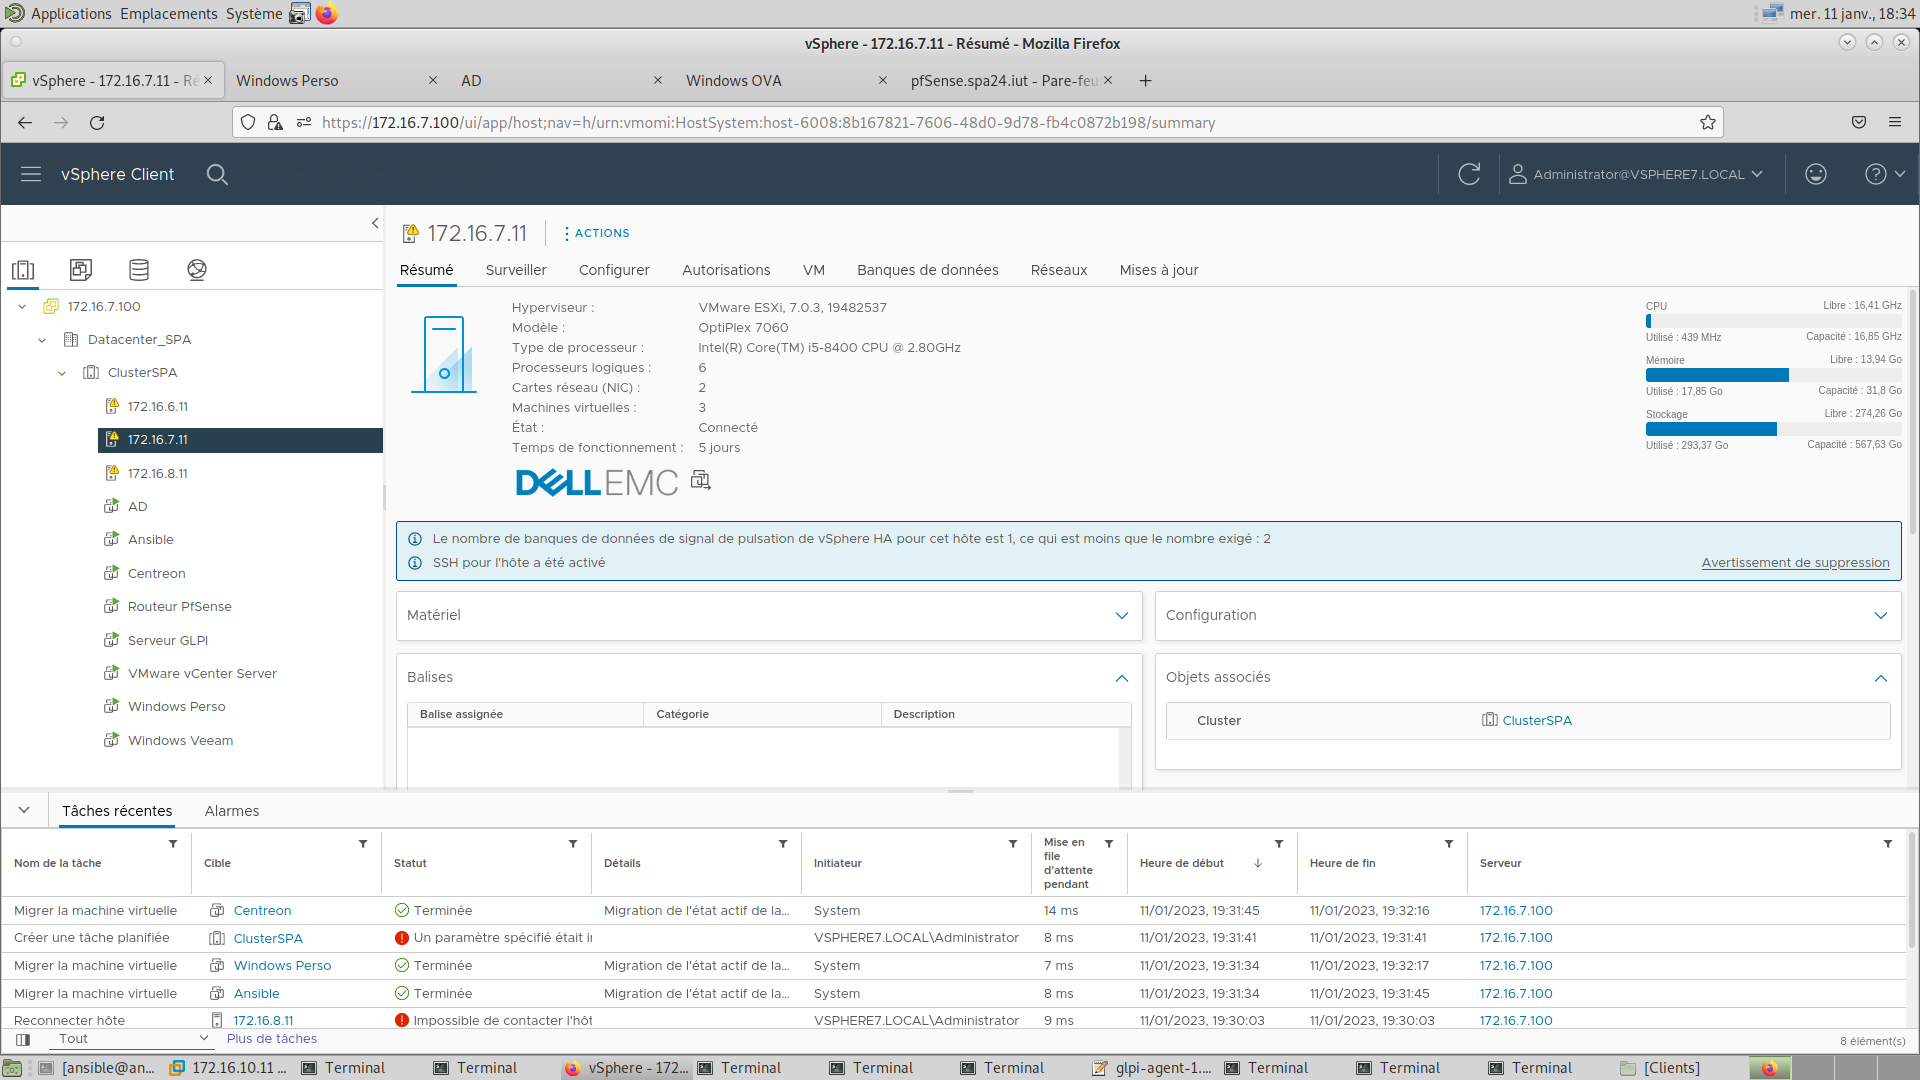 Applications Emplacements Système
mer. 11 janv., 18:34
vSphere - 172.16.7.11 - Résumé - Mozilla Firefox
vSphere - 172.16.7.11 - Ré
Windows Perso
AD
Windows OVA
pfSense.spa24.iut - Pare-feu
https://172.16.7.100/ui/app/host;nav=h/urn:vmomi:HostSystem:host-6008:8b167821-7606-48d0-9d78-fb4c0872b198/summary
vSphere Client
Administrator@VSPHERE7.LOCAL
172.16.7.100
Datacenter_SPA
ClusterSPA
172.16.6.11
172.16.7.11
172.16.8.11
AD
Ansible
Centreon
Routeur PfSense
Serveur GLPI
VMware vCenter Server
Windows Perso
Windows Veeam
172.16.7.11
ACTIONS
Résumé Surveiller Configurer Autorisations VM Banques de données Réseaux Mises à jour
Hyperviseur : VMware ESXi, 7.0.3, 19482537
Modèle : OptiPlex 7060
Type de processeur : Intel(R) Core(TM) i5-8400 CPU @ 2.80GHz
Processeurs logiques : 6
Cartes réseau (NIC) : 2
Machines virtuelles : 3
État : Connecté
Temps de fonctionnement : 5 jours
DELLEMC
CPU Libre : 16,41 GHz
Utilisé : 439 MHz Capacité : 16,85 GHz
Mémoire Libre : 13,94 Go
Utilisé : 17,85 Go Capacité : 31,8 Go
Stockage Libre : 274,26 Go
Utilisé : 293,37 Go Capacité : 567,63 Go
Le nombre de banques de données de signal de pulsation de vSphere HA pour cet hôte est 1, ce qui est moins que le nombre exigé : 2
SSH pour l'hôte a été activé
Avertissement de suppression
Matériel
Configuration
Balises
Balise assignée Catégorie Description
Objets associés
Cluster ClusterSPA
Tâches récentes Alarmes
Nom de la tâche Cible Statut Détails Initiateur Mise en file d'attente pendant Heure de début Heure de fin Serveur
Migrer la machine virtuelle Centreon Terminée Migration de l'état actif de la... System 14 ms 11/01/2023, 19:31:45 11/01/2023, 19:32:16 172.16.7.100
Créer une tâche planifiée ClusterSPA Un paramètre spécifié était in VSPHERE7.LOCAL\Administrator 8 ms 11/01/2023, 19:31:41 11/01/2023, 19:31:41 172.16.7.100
Migrer la machine virtuelle Windows Perso Terminée Migration de l'état actif de la... System 7 ms 11/01/2023, 19:31:34 11/01/2023, 19:32:17 172.16.7.100
Migrer la machine virtuelle Ansible Terminée Migration de l'état actif de la... System 8 ms 11/01/2023, 19:31:34 11/01/2023, 19:31:45 172.16.7.100
Reconnecter hôte 172.16.8.11 Impossible de contacter l'hôt VSPHERE7.LOCAL\Administrator 9 ms 11/01/2023, 19:30:03 11/01/2023, 19:30:03 172.16.7.100
Tout
Plus de tâches
8 élément(s)
[ansible@an... 172.16.10.11 ... Terminal Terminal vSphere - 172... Terminal Terminal Terminal glpi-agent-1.... Terminal Terminal Terminal [Clients]